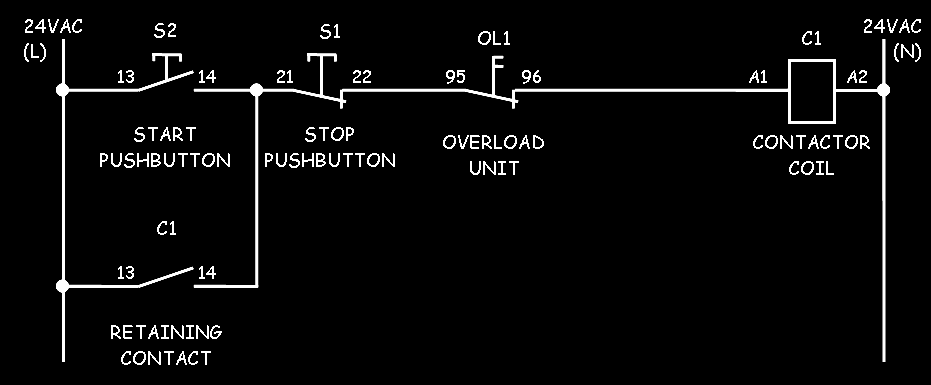 24VAC
(L)
S2
S1
OL1
C1
24VAC
(N)
13 14 21 22 95 96 A1 A2
START
PUSHBUTTON
STOP
PUSHBUTTON
OVERLOAD
UNIT
CONTACTOR
COIL
C1
13 14
RETAINING
CONTACT